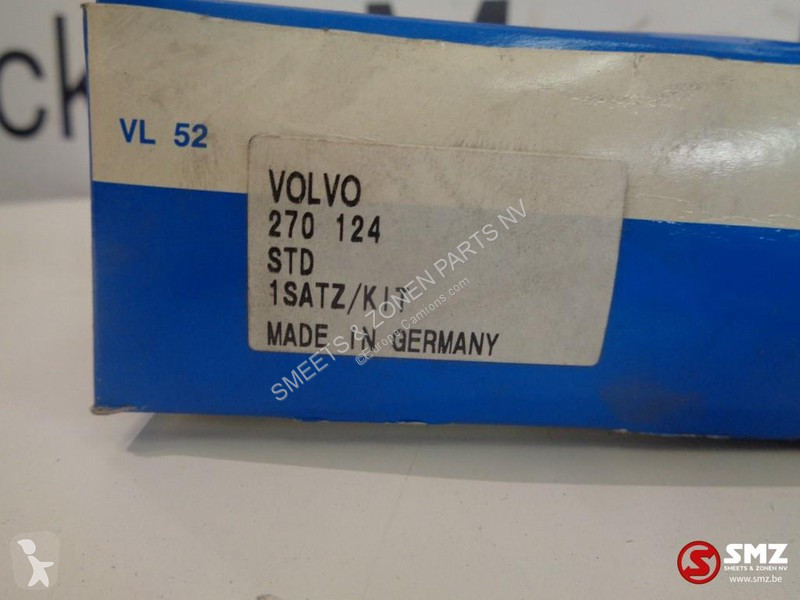 ck
VL 52
VOLVO
270 124
STD
1SATZ/KIT
MADE IN GERMANY
SMEETS & ZONEN PARTS NV
©Europe-Camions.com
SMZ
SMEETS & ZONEN NV
www.smz.be